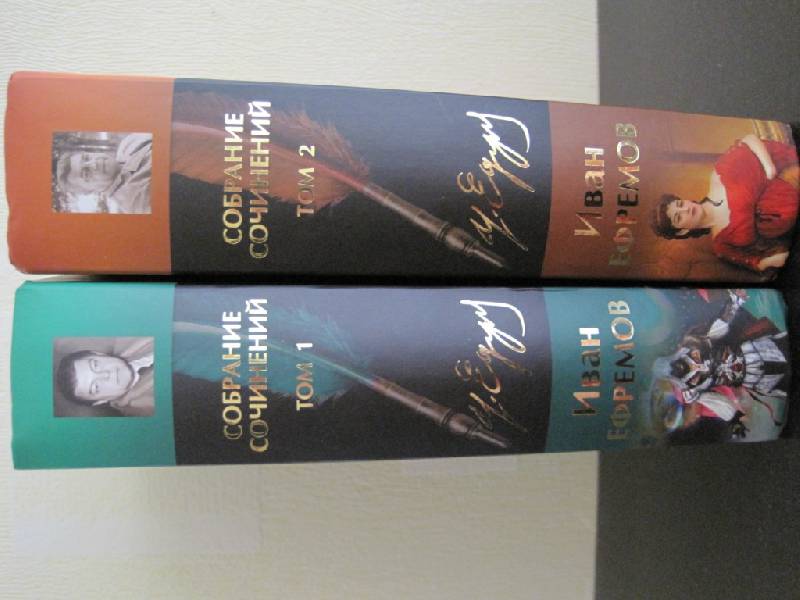 СОБРАНИЕ
СОЧИНЕНИЙ
ТОМ 1
Иван
ЕФРЕМОВ
СОБРАНИЕ
СОЧИНЕНИЙ
ТОМ 2
Иван
ЕФРЕМОВ